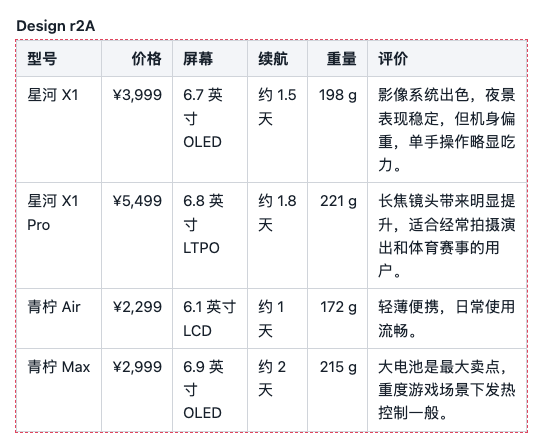 Design r2A
型号 价格 屏幕 续航 重量 评价
星河 X1 ¥3,999 6.7 英 约 1.5 198 g 影像系统出色，夜景
寸 天 表现稳定，但机身偏
OLED 重，单手操作略显吃
力。
星河 X1 ¥5,499 6.8 英 约 1.8 221 g 长焦镜头带来明显提
Pro 寸 天 升，适合经常拍摄演
LTPO 出和体育赛事的用
户。
青柠 Air ¥2,299 6.1 英寸 约 1 172 g 轻薄便携，日常使用
LCD 天 流畅。
青柠 Max ¥2,999 6.9 英 约 2 215 g 大电池是最大卖点，
寸 天 重度游戏场景下发热
OLED 控制一般。